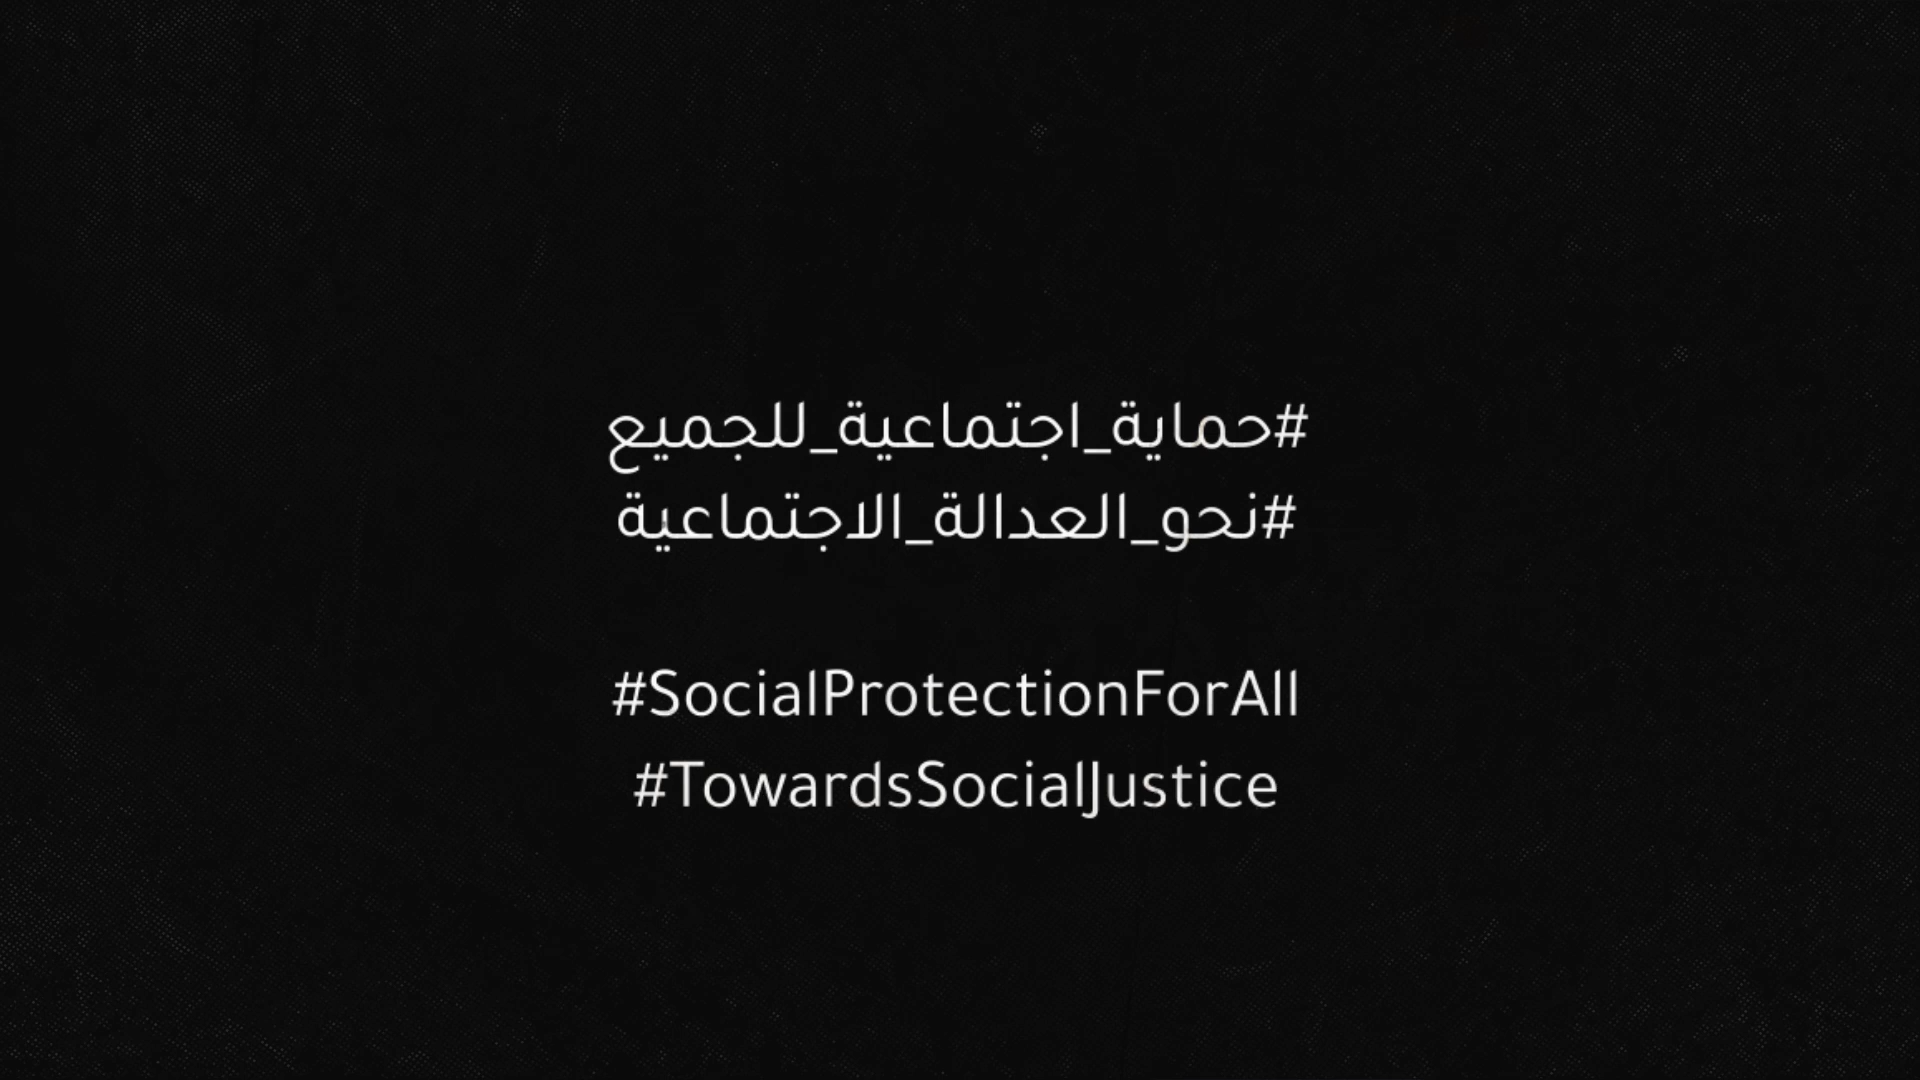 #حماية_اجتماعية_للجميع
#نحو_العدالة_الاجتماعية
#SocialProtectionForAll
#TowardsSocialJustice